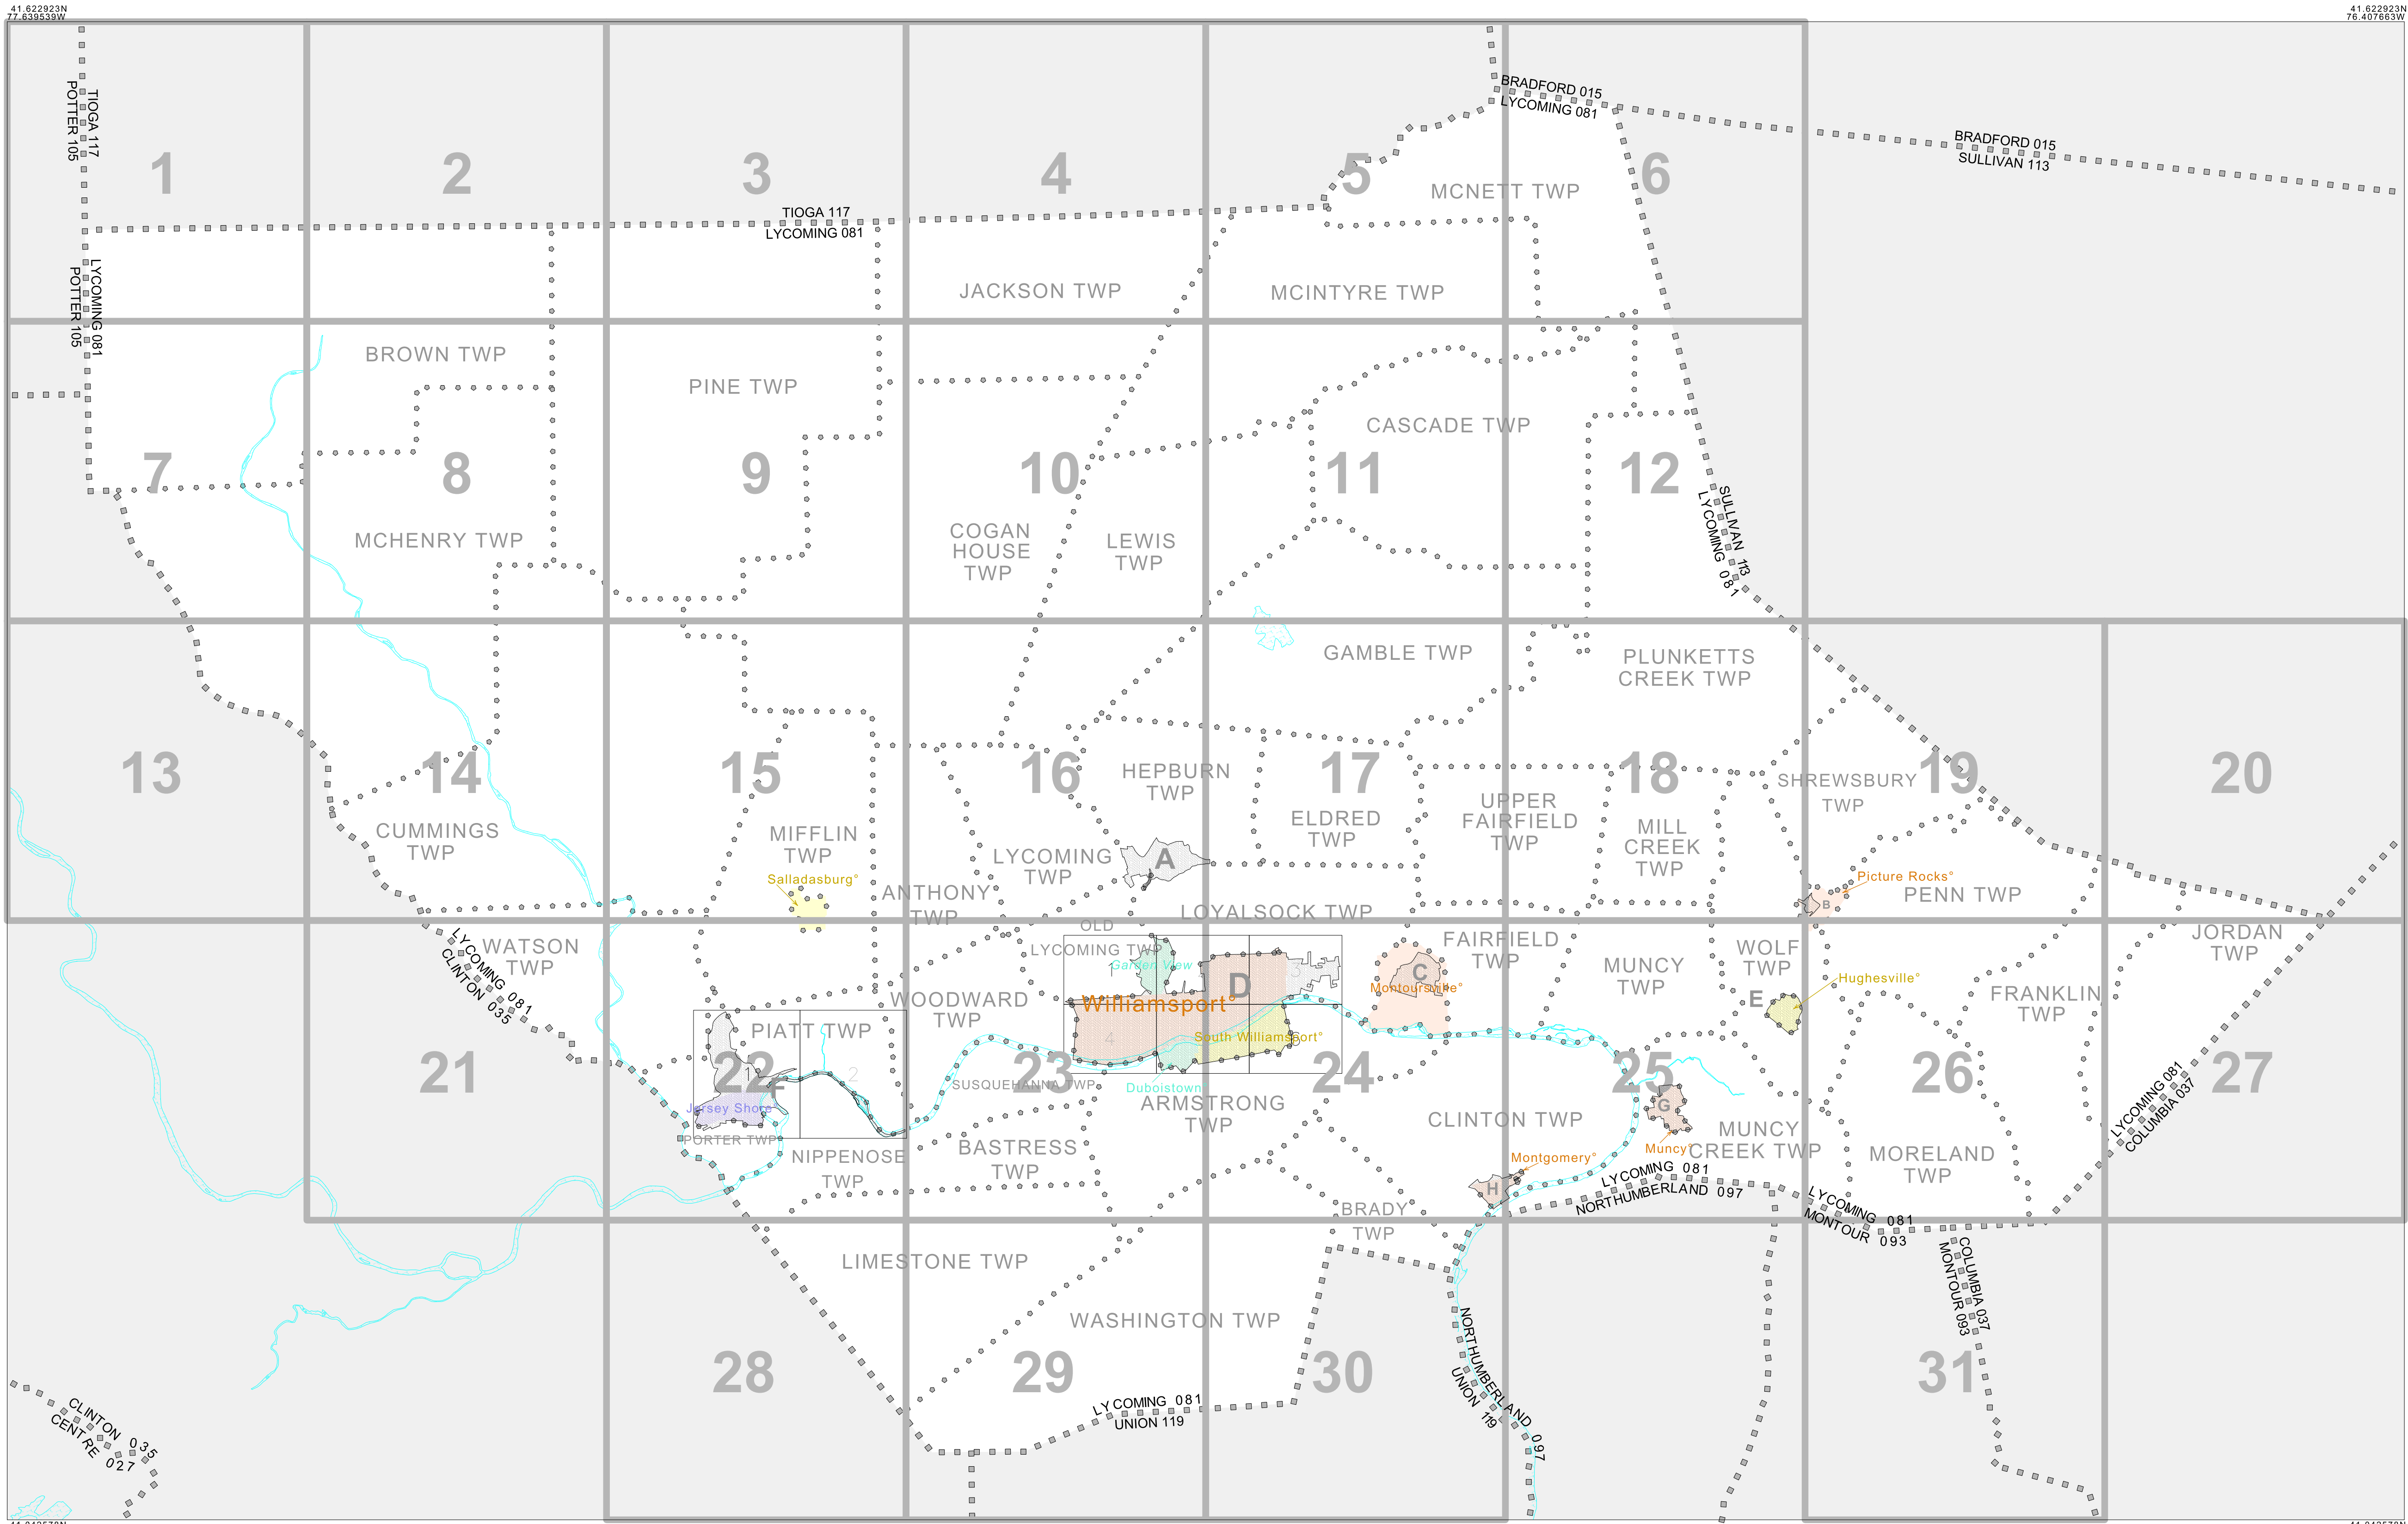 41.622923N
77.639539W
41.622923N
76.407663W
TIOGA 117
POTTER 105
BRADFORD 015
LYCOMING 081
BRADFORD 015
SULLIVAN 113
1
2
3
4
5
6
MCNETT TWP
TIOGA 117
LYCOMING 081
LYCOMING 081
POTTER 105
JACKSON TWP
MCINTYRE TWP
BROWN TWP
PINE TWP
CASCADE TWP
7
8
9
10
11
12
MCHENRY TWP
COGAN
HOUSE
TWP
LEWIS
TWP
SULLIVAN 113
LYCOMING 081
GAMBLE TWP
PLUNKETTS
CREEK TWP
13
14
15
16
17
18
19
20
HEPBURN
TWP
SHREWSBURY
TWP
CUMMINGS
TWP
MIFFLIN
TWP
ELDRED
TWP
UPPER
FAIRFIELD
TWP
MILL
CREEK
TWP
LYCOMING
TWP
A
Salladasburg°
ANTHONY
TWP
Picture Rocks°
PENN TWP
B
LOYALSOCK TWP
OLD
LYCOMING TWP
WATSON
TWP
LYCOMING 081
CLINTON 035
FAIRFIELD
TWP
WOLF
TWP
JORDAN
TWP
1
Garden View
3
D
C
Montoursville°
MUNCY
TWP
Hughesville°
E
FRANKLIN
TWP
WOODWARD
TWP
Williamsport°
PIATT TWP
4
South Williamsport°
21
22
23
24
25
26
27
1
F
2
SUSQUEHANNA TWP
Duboistown
Jersey Shore
ARMSTRONG
TWP
CLINTON TWP
G
Muncy°
MUNCY
CREEK TWP
LYCOMING 081
COLUMBIA 037
PORTER TWP
NIPPENOSE
TWP
BASTRESS
TWP
Montgomery°
H
MORELAND
TWP
LYCOMING 081
NORTHUMBERLAND 097
BRADY
TWP
LYCOMING 081
MONTOUR 093
LIMESTONE TWP
COLUMBIA 037
MONTOUR 093
WASHINGTON TWP
NORTHUMBERLAND 097
UNION 119
28
29
30
31
LYCOMING 081
UNION 119
CLINTON 035
CENTRE 027